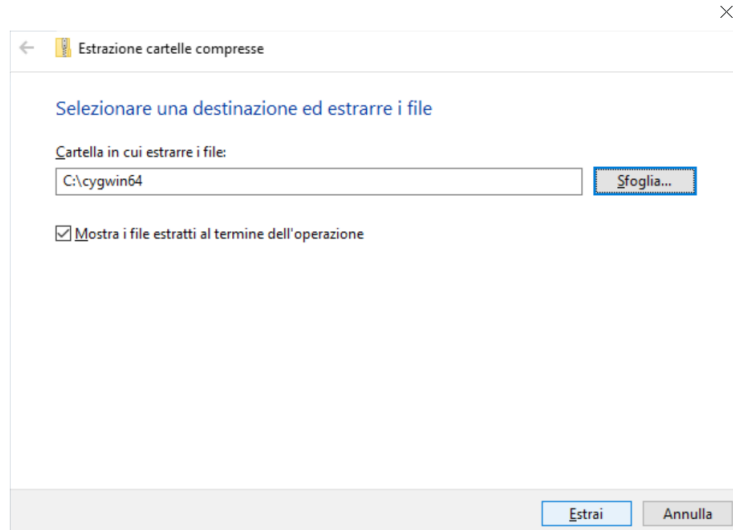 Estrazione cartelle compresse
Selezionare una destinazione ed estrarre i file
Cartella in cui estrarre i file:
C:\cygwin64
Sfoglia...
Mostra i file estratti al termine dell'operazione
Estrai
Annulla